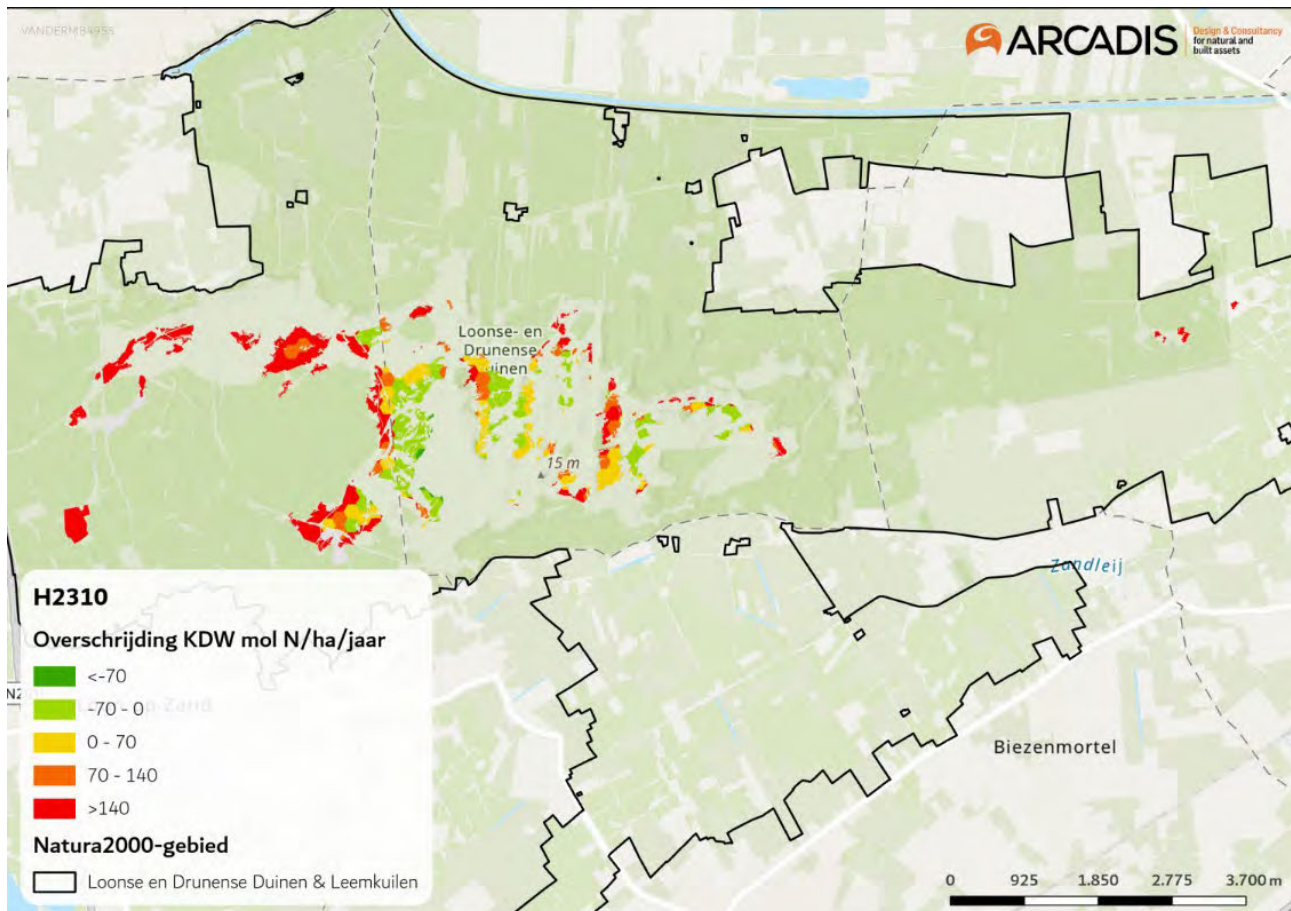 VANDERMB4955
ARCADIS
Design & Consultancy
for natural and
built assets
Loonse- en
Drunense
Duinen
15 m
Zandleij
Biezenmortel
H2310
Overschrijding KDW mol N/ha/jaar
<-70
-70 - 0
0 - 70
70 - 140
>140
Natura2000-gebied
Loonse en Drunense Duinen & Leemkuilen
0 925 1.850 2.775 3.700 m